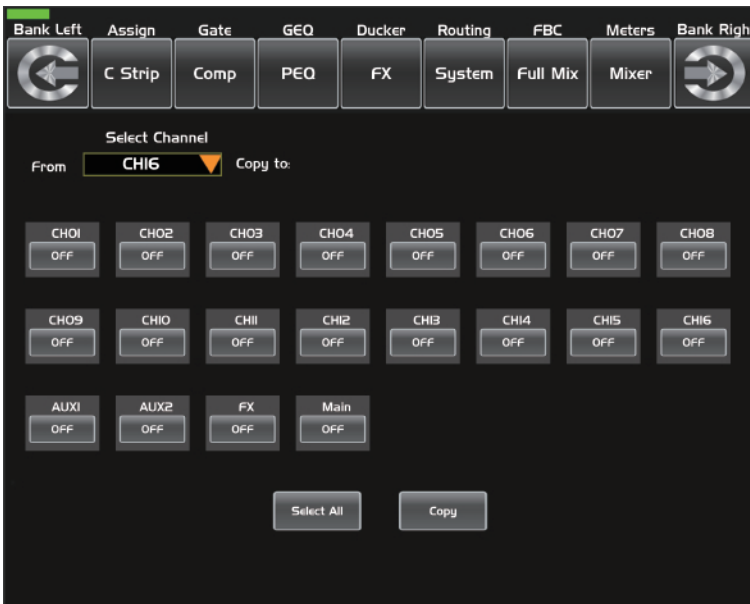 Bank Left Assign Gate GEQ Ducker Routing FBC Meters Bank Righ
C Strip Comp PEQ FX System Full Mix Mixer
Select Channel
From CH16 Copy to:
CH01 CH02 CH03 CH04 CH05 CH06 CH07 CH08
OFF OFF OFF OFF OFF OFF OFF OFF
CH09 CH10 CH11 CH12 CH13 CH14 CH15 CH16
OFF OFF OFF OFF OFF OFF OFF OFF
AUX1 AUX2 FX Main
OFF OFF OFF OFF
Select All Copy